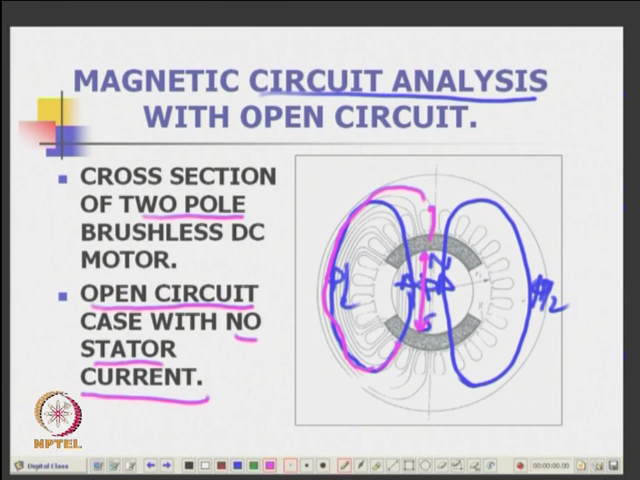 MAGNETIC CIRCUIT ANALYSIS
WITH OPEN CIRCUIT.
CROSS SECTION
OF TWO POLE
BRUSHLESS DC
MOTOR.
OPEN CIRCUIT
CASE WITH NO
STATOR
CURRENT.
N
S
NPTEL
Digital Class
00:00:00.00